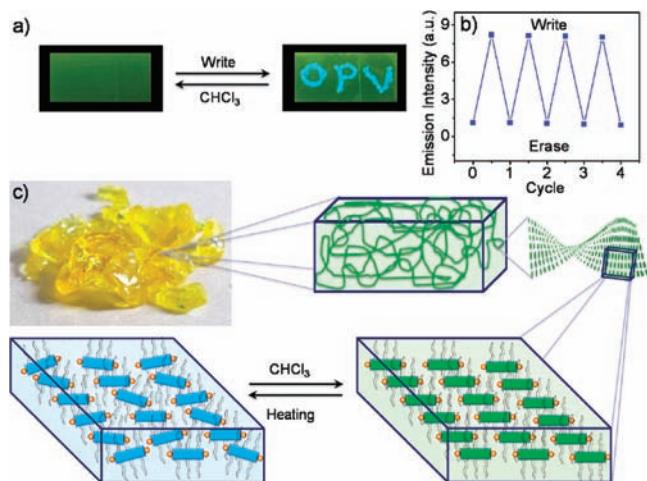 a)
Write
CHCl3
OPV
b)
Emission Intensity (a.u.)
9
6
3
0
Write
Erase
0 1 2 3 4
Cycle
c)
CHCl3
Heating